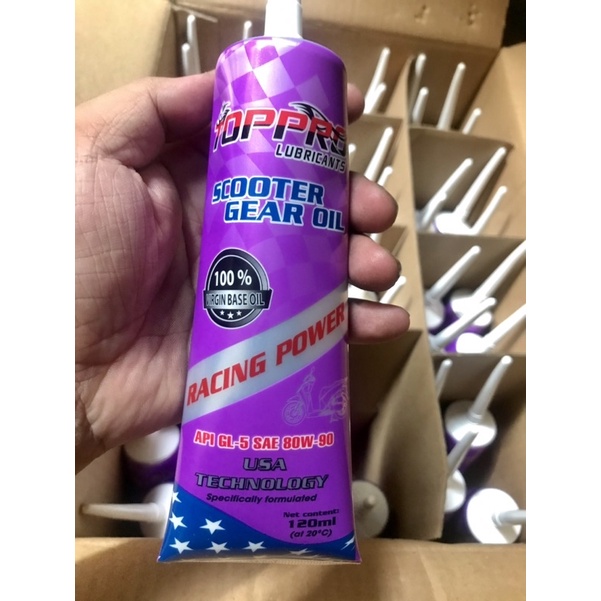 TOPPRO
LUBRICANTS
SCOOTER
GEAR OIL
100 %
VIRGIN BASE OIL
RACING POWER
API GL-5 SAE 80W-90
USA
TECHNOLOGY
Specifically formulated
Net content:
120ml
(at 20°C)